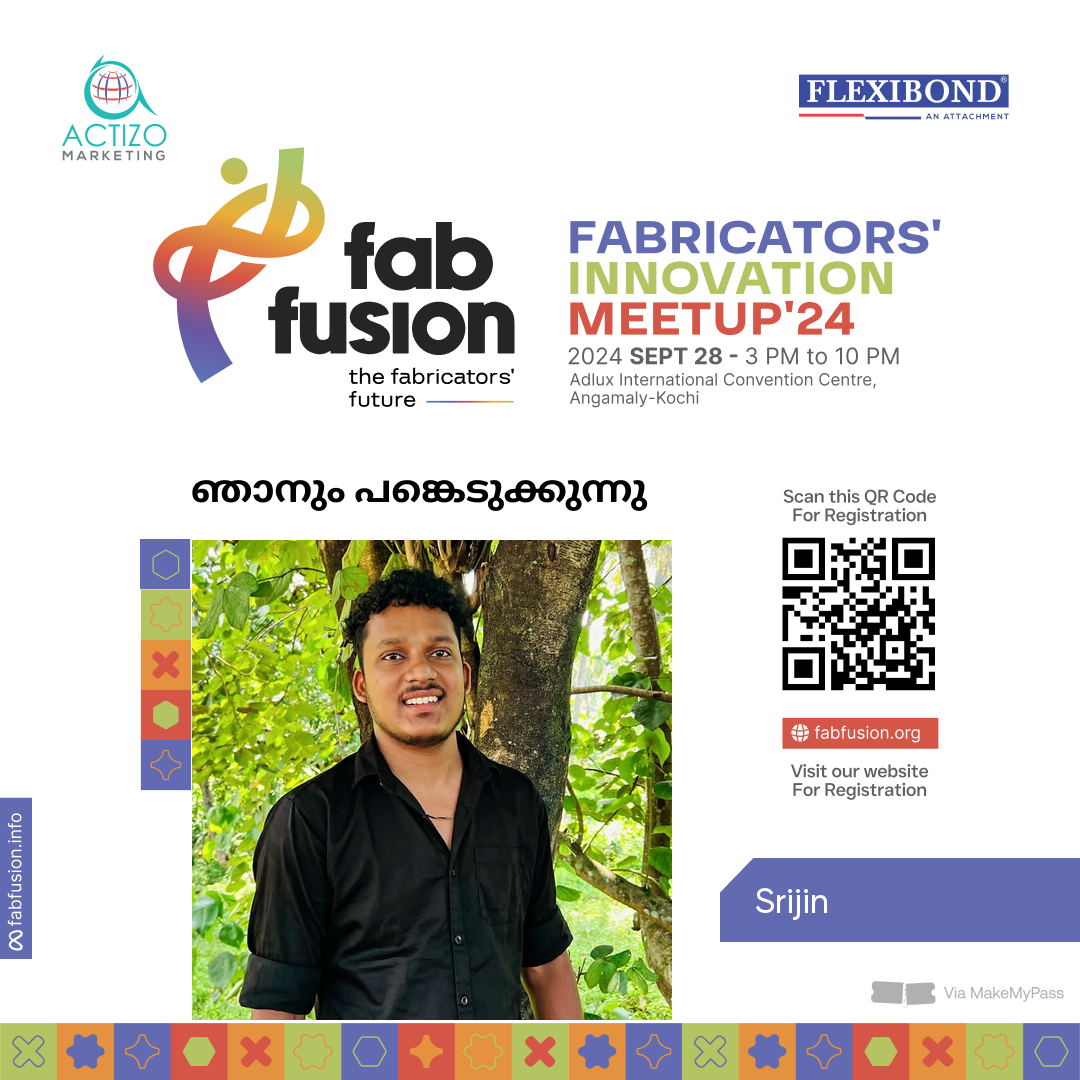 ACTIZO
MARKETING
FLEXIBOND®
AN ATTACHMENT
fab
fusion
the fabricators'
future
FABRICATORS'
INNOVATION
MEETUP'24
2024 SEPT 28 - 3 PM to 10 PM
Adlux International Convention Centre,
Angamaly-Kochi
ഞാനും പങ്കെടുക്കുന്നു
Scan this QR Code
For Registration
fabfusion.org
Visit our website
For Registration
fabfusion.info
Srijin
Via MakeMyPass